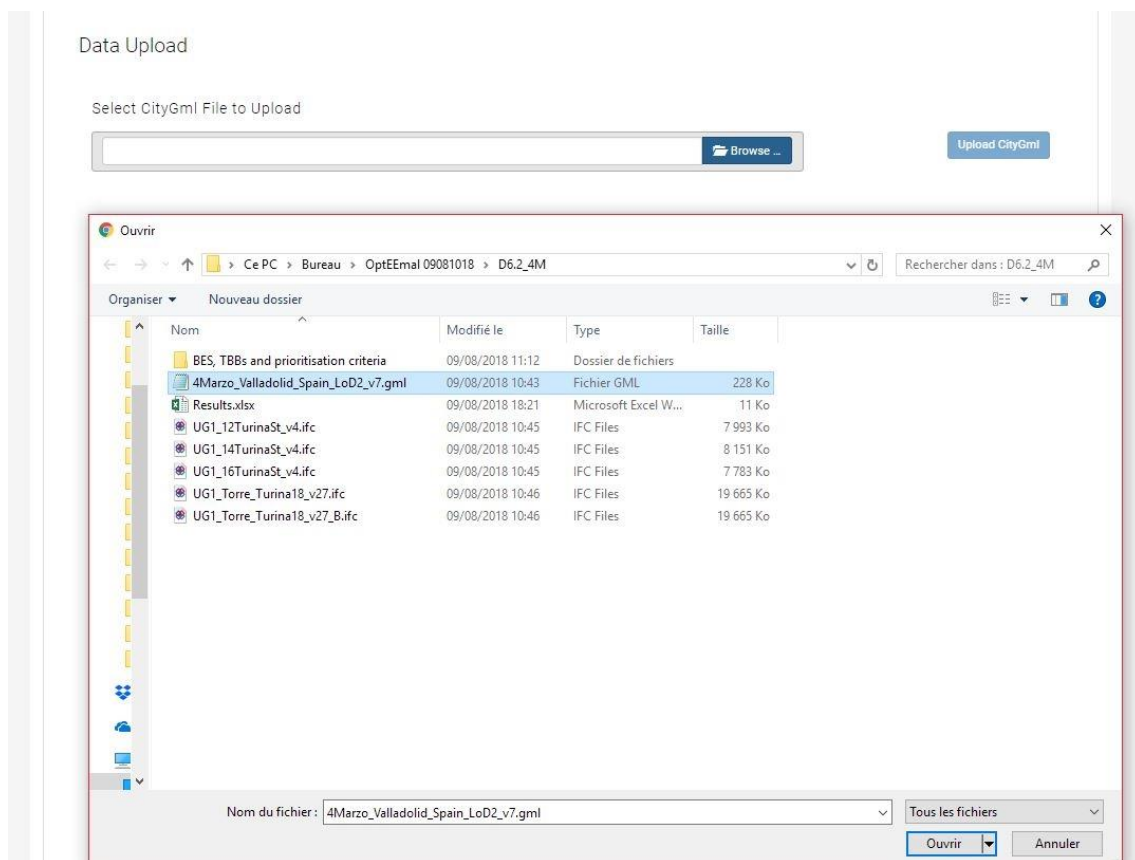 Data Upload
Select CityGml File to Upload
Browse ...
Upload CityGml
Ouvrir
Ce PC > Bureau > OptEEmal 09081018 > D6.2_4M
Rechercher dans : D6.2_4M
Organiser
Nouveau dossier
Nom Modifié le Type Taille
BES, TBBs and prioritisation criteria 09/08/2018 11:12 Dossier de fichiers
4Marzo_Valladolid_Spain_LoD2_v7.gml 09/08/2018 10:43 Fichier GML 228 Ko
Results.xlsx 09/08/2018 18:21 Microsoft Excel W... 11 Ko
UG1_12TurinaSt_v4.ifc 09/08/2018 10:45 IFC Files 7 993 Ko
UG1_14TurinaSt_v4.ifc 09/08/2018 10:45 IFC Files 8 151 Ko
UG1_16TurinaSt_v4.ifc 09/08/2018 10:45 IFC Files 7 783 Ko
UG1_Torre_Turina18_v27.ifc 09/08/2018 10:46 IFC Files 19 665 Ko
UG1_Torre_Turina18_v27_B.ifc 09/08/2018 10:46 IFC Files 19 665 Ko
Nom du fichier : 4Marzo_Valladolid_Spain_LoD2_v7.gml
Tous les fichiers
Ouvrir
Annuler